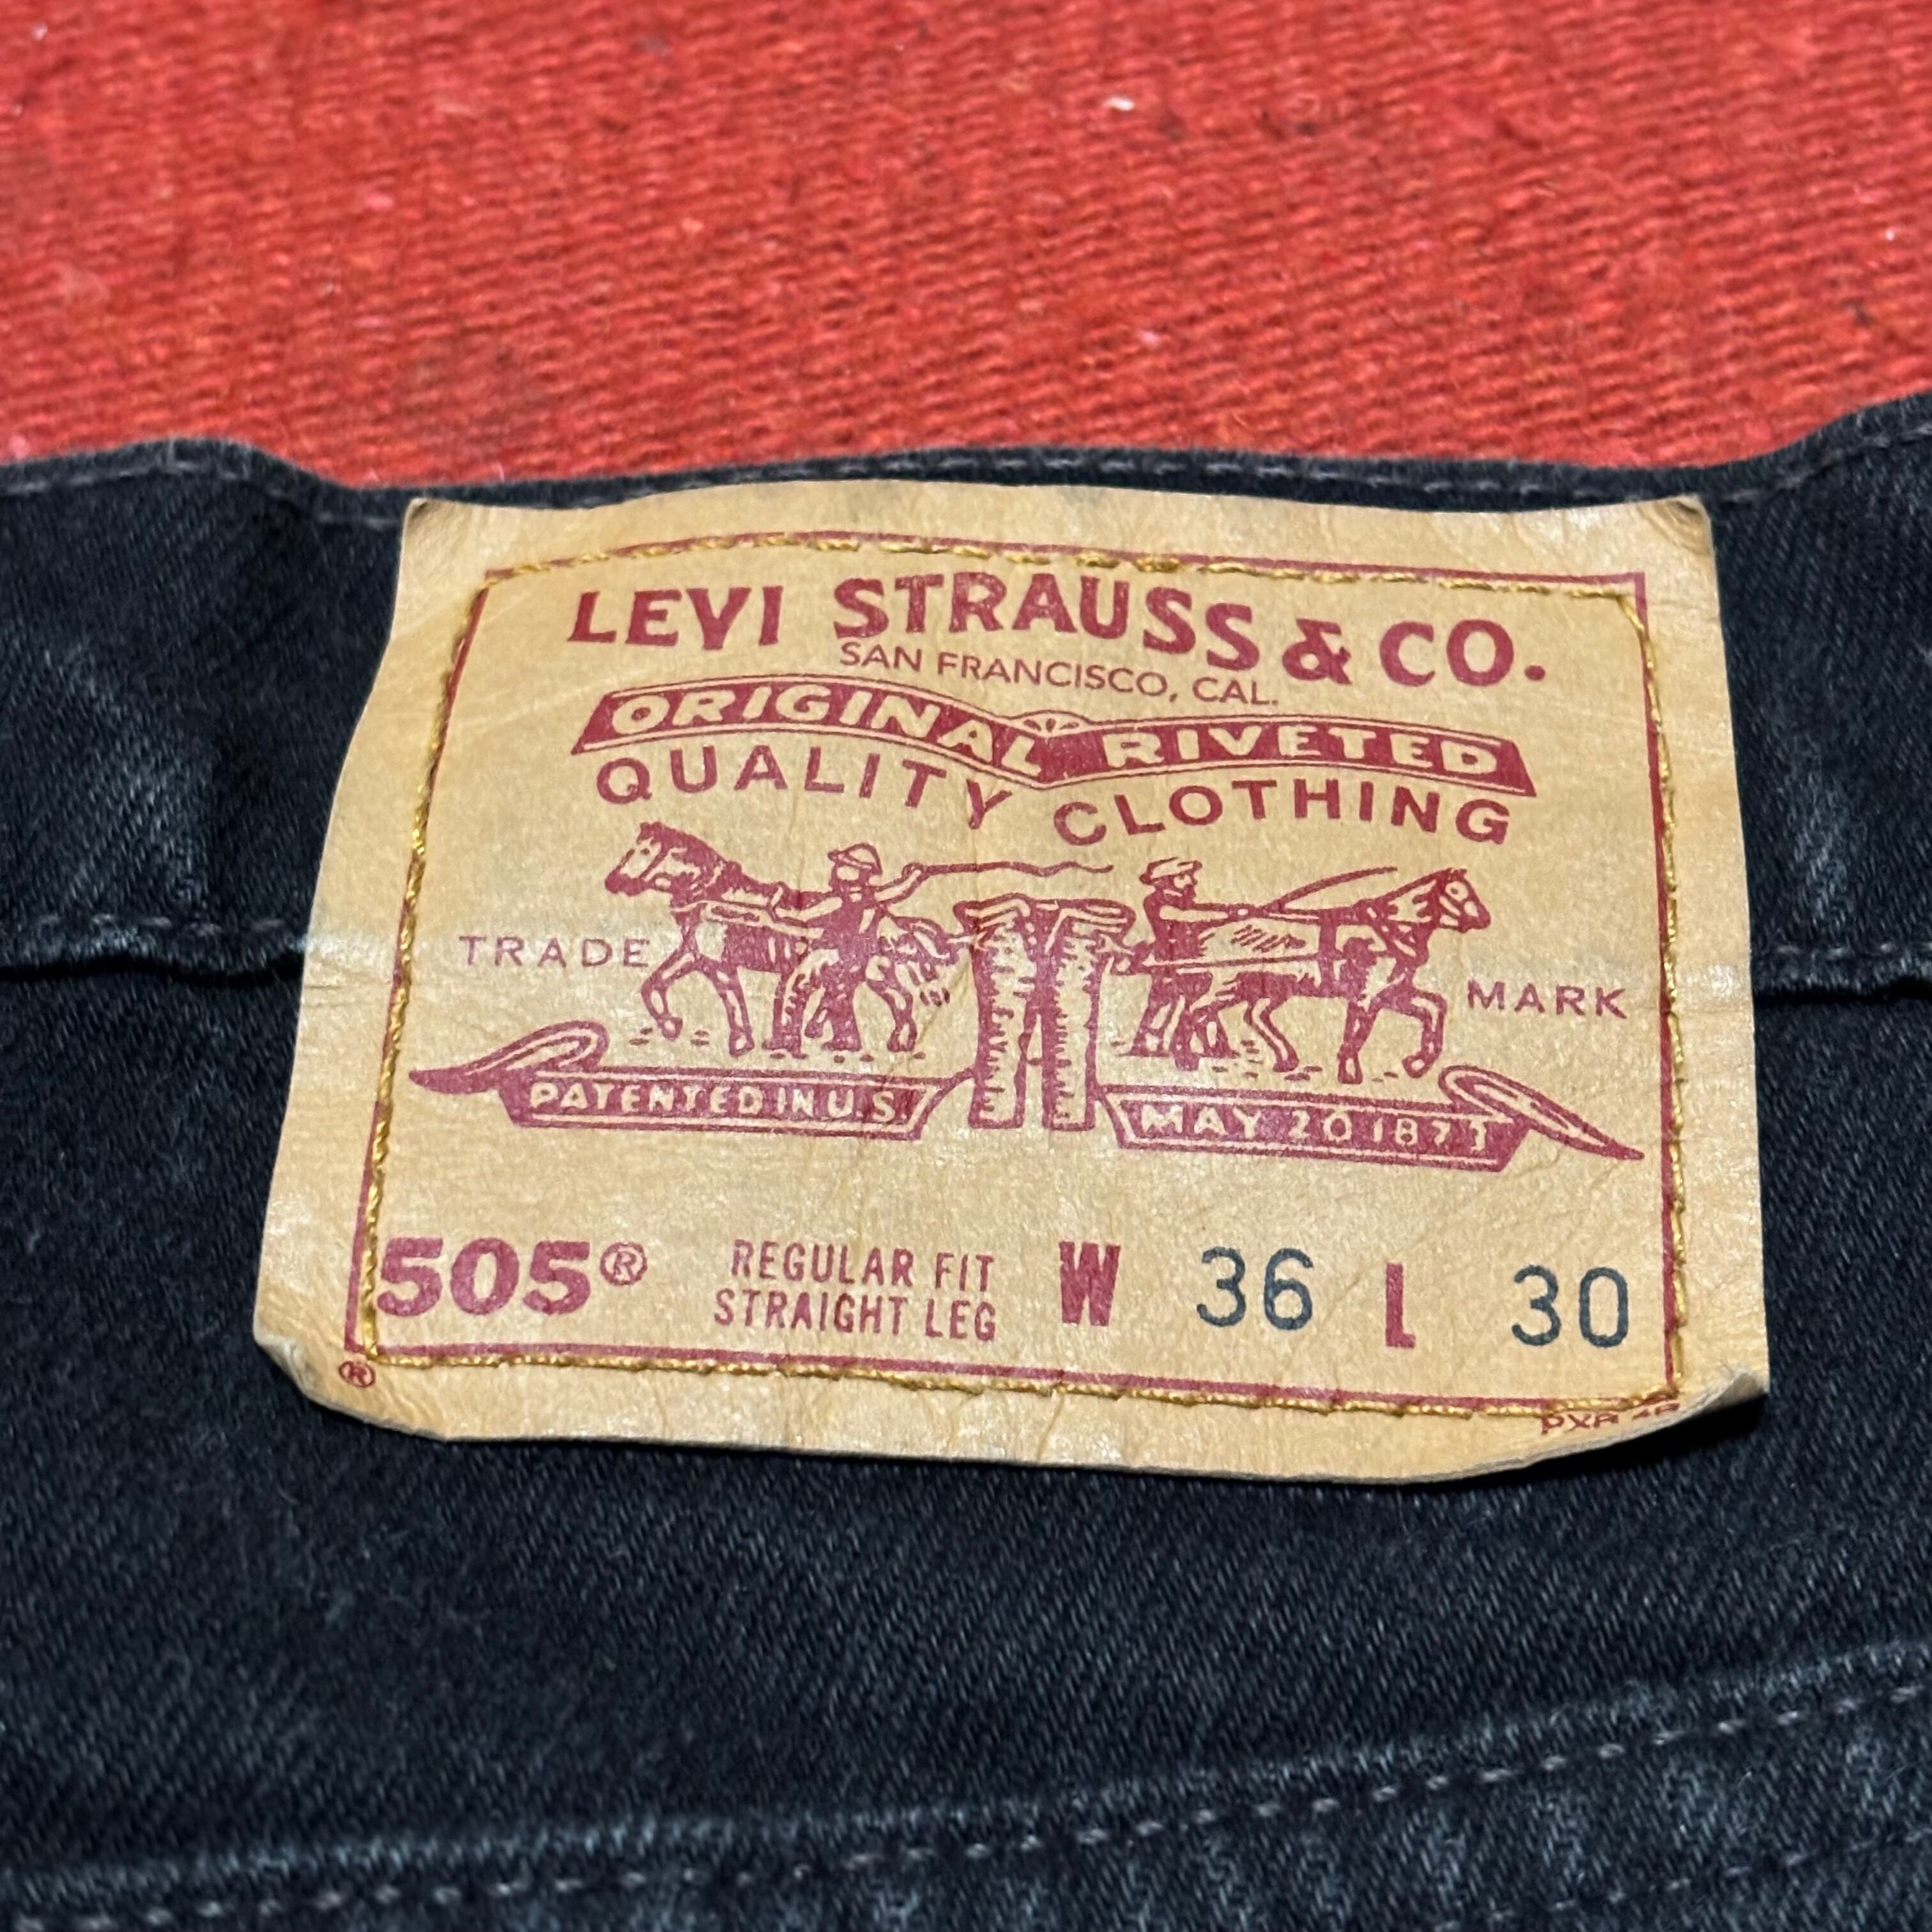 LEVI STRAUSS & CO.
SAN FRANCISCO, CAL.
ORIGINAL RIVETED
QUALITY CLOTHING
TRADE MARK
PATENTED IN U.S.
MAY 20 1873
505® REGULAR FIT W 36 L 30
STRAIGHT LEG
®